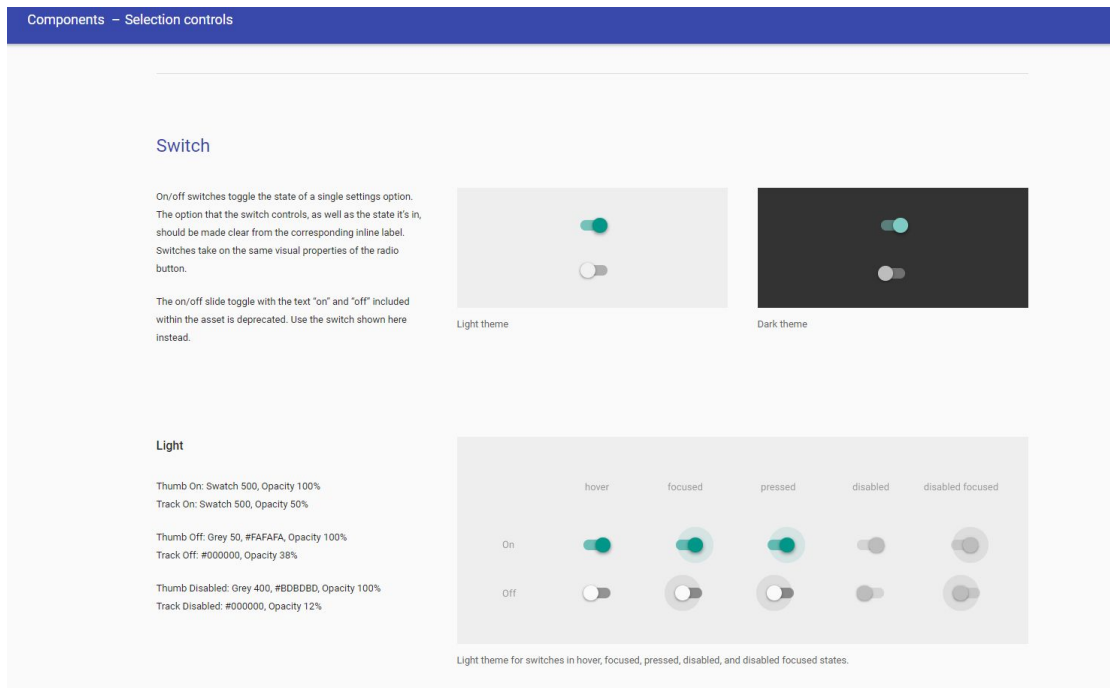 Components – Selection controls
Switch
On/off switches toggle the state of a single settings option.
The option that the switch controls, as well as the state it's in,
should be made clear from the corresponding inline label.
Switches take on the same visual properties of the radio
button.
The on/off slide toggle with the text “on” and “off” included
within the asset is deprecated. Use the switch shown here
instead.
Light theme
Dark theme
Light
Thumb On: Swatch 500, Opacity 100%
Track On: Swatch 500, Opacity 50%
Thumb Off: Grey 50, #FAFAFA, Opacity 100%
Track Off: #000000, Opacity 38%
Thumb Disabled: Grey 400, #BDBDBD, Opacity 100%
Track Disabled: #000000, Opacity 12%
hover focused pressed disabled disabled focused
On
Off
Light theme for switches in hover, focused, pressed, disabled, and disabled focused states.